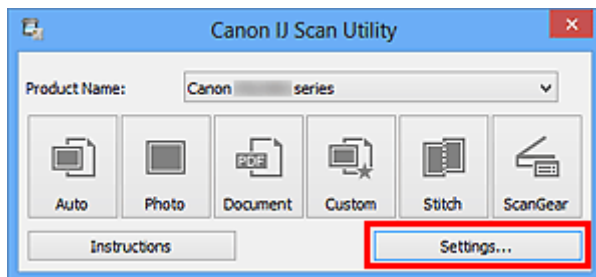 Canon IJ Scan Utility
Product Name: Canon series
PDF
Auto Photo Document Custom Stitch ScanGear
Instructions Settings...